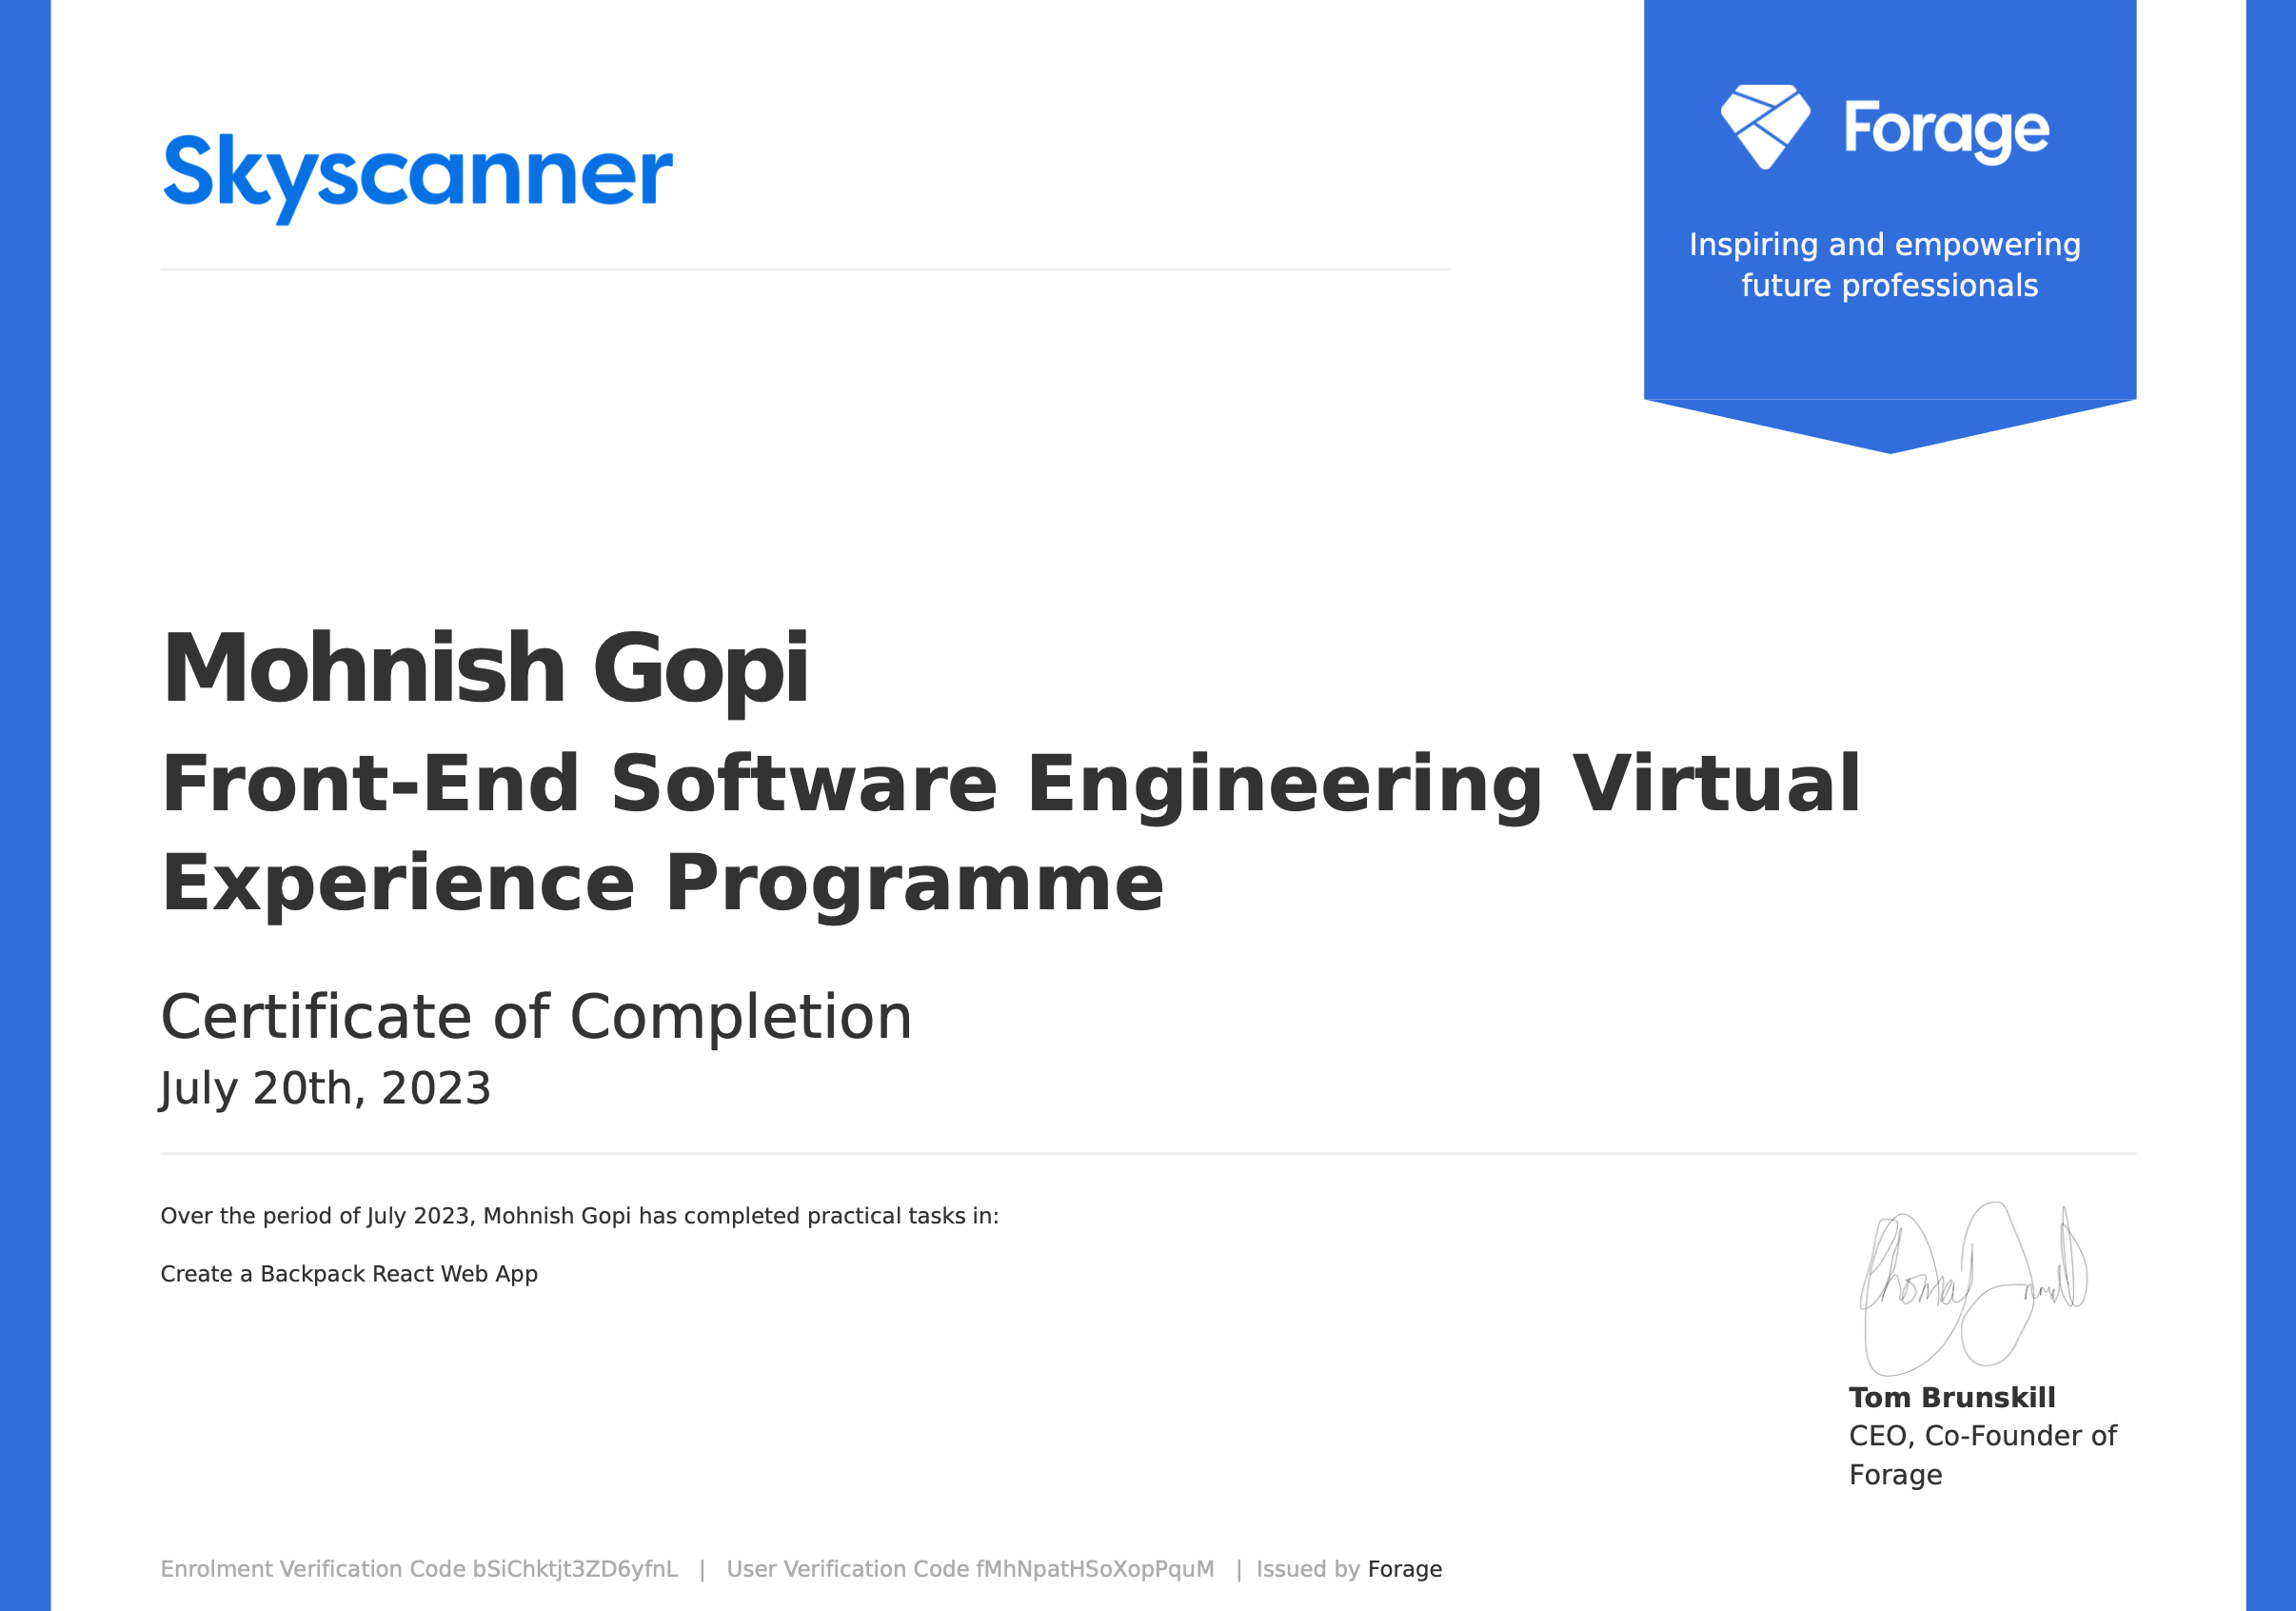 Skyscanner
Forage
Inspiring and empowering
future professionals
Mohnish Gopi
Front-End Software Engineering Virtual
Experience Programme
Certificate of Completion
July 20th, 2023
Over the period of July 2023, Mohnish Gopi has completed practical tasks in:
Create a Backpack React Web App
Tom Brunskill
CEO, Co-Founder of
Forage
Enrolment Verification Code bSiChktjt3ZD6yfnL | User Verification Code fMhNpatHSoXopPquM | Issued by Forage